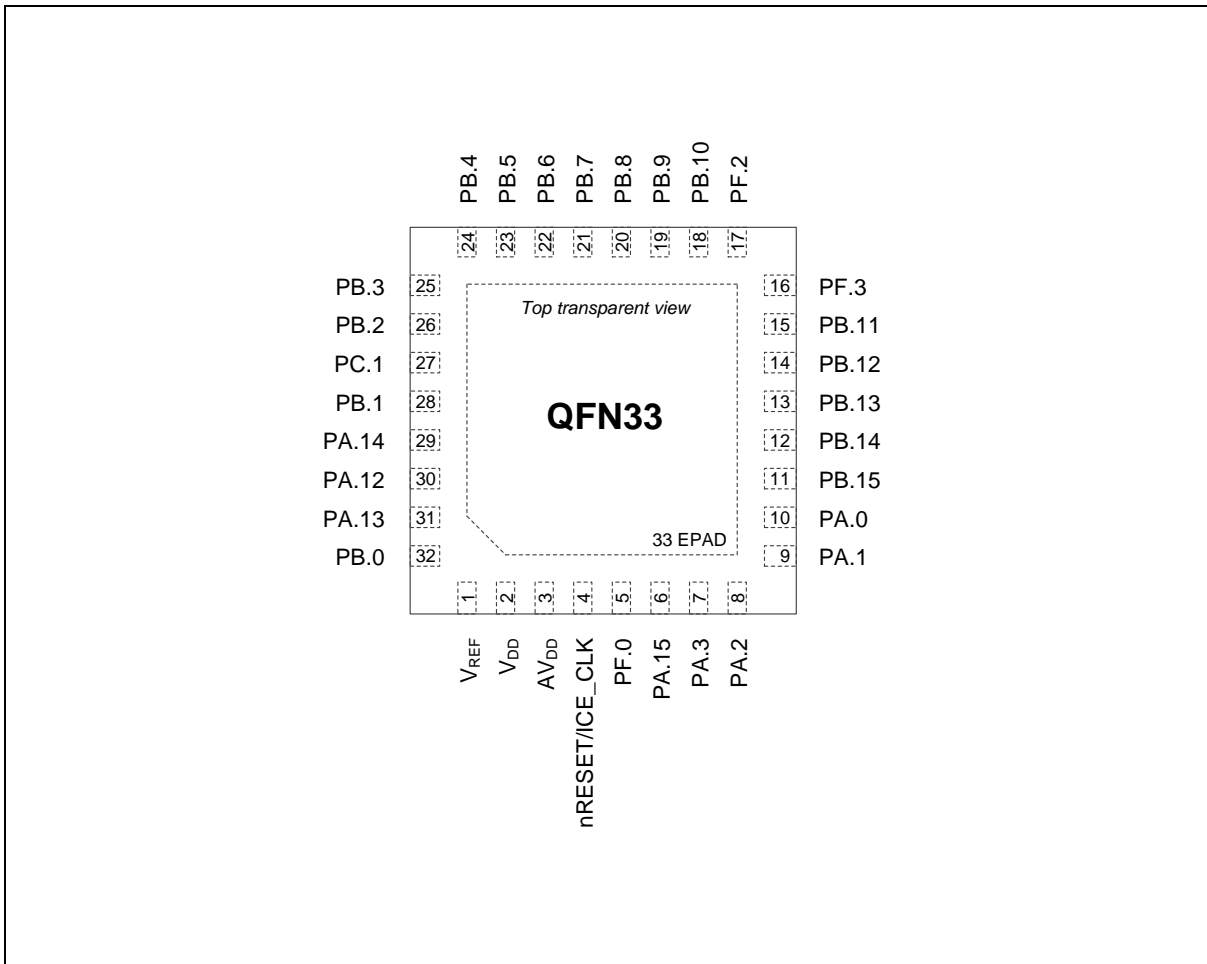 PB.4
PB.5
PB.6
PB.7
PB.8
PB.9
PB.10
PF.2
24
23
22
21
20
19
18
17
PB.3 25
16 PF.3
Top transparent view
PB.2 26
15 PB.11
PC.1 27
14 PB.12
PB.1 28
QFN33
13 PB.13
PA.14 29
12 PB.14
PA.12 30
11 PB.15
PA.13 31
10 PA.0
33 EPAD
PB.0 32
9 PA.1
1
2
3
4
5
6
7
8
VREF
VDD
AVDD
nRESET/ICE_CLK
PF.0
PA.15
PA.3
PA.2